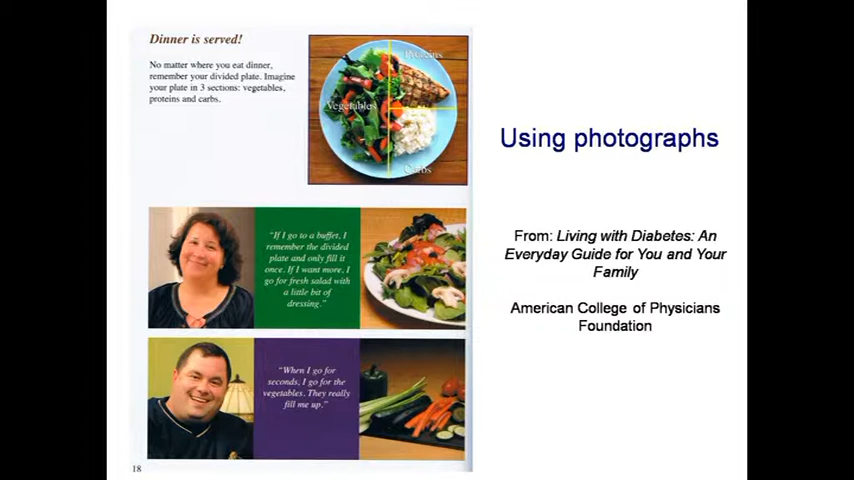 Dinner is served!
No matter where you eat dinner,
remember your divided plate. Imagine
your plate in 3 sections: vegetables,
proteins and carbs.
Proteins
Vegetables
Carbs
"If I go to a buffet, I
remember the divided
plate and only fill it
once. If I want more, I
go for fresh salad with
a little bit of
dressing."
"When I go for
seconds, I go for the
vegetables. They really
fill me up."
18
Using photographs
From: Living with Diabetes: An
Everyday Guide for You and Your
Family
American College of Physicians
Foundation